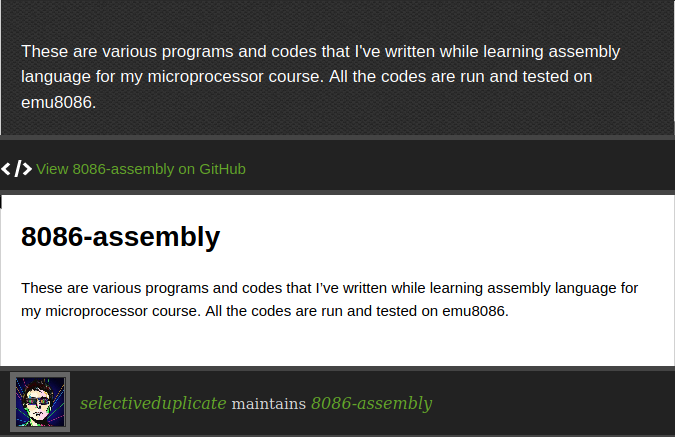 These are various programs and codes that I've written while learning assembly
language for my microprocessor course. All the codes are run and tested on
emu8086.
</> View 8086-assembly on GitHub
8086-assembly
These are various programs and codes that I’ve written while learning assembly language for
my microprocessor course. All the codes are run and tested on emu8086.
selectiveduplicate maintains 8086-assembly